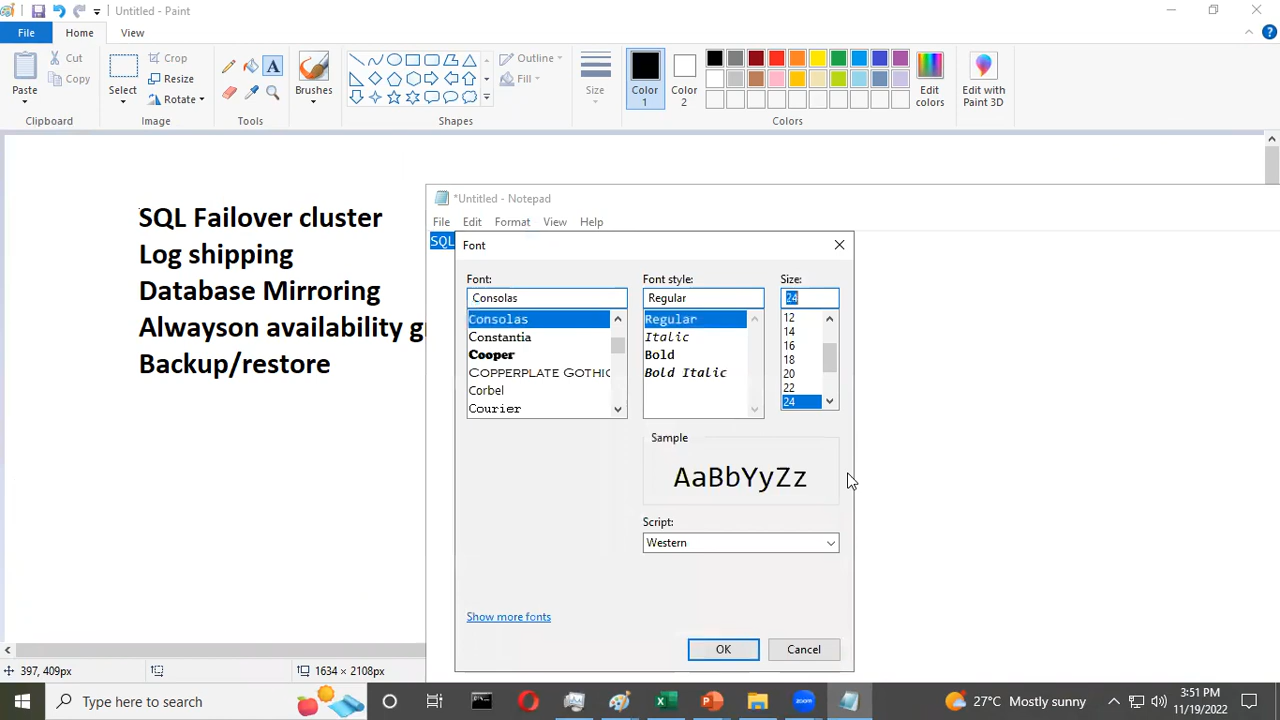 Untitled - Paint
File
Home
View
Paste
Cut
Copy
Clipboard
Select
Crop
Resize
Rotate
Image
A
Tools
Brushes
Shapes
Outline
Fill
Size
Color 1
Color 2
Edit colors
Colors
Edit with Paint 3D
SQL Failover cluster
Log shipping
Database Mirroring
Alwayson availability
Backup/restore
*Untitled - Notepad
File Edit Format View Help
SQL
Font
Font:
Consolas
Consolas
Constantia
Cooper
COPPERPLATE GOTHIC
Corbel
Courier
Font style:
Regular
Regular
Italic
Bold
Bold Italic
Size:
24
12
14
16
18
20
22
24
Sample
AaBbYyZz
Script:
Western
Show more fonts
OK
Cancel
397, 409px
1634 × 2108px
Type here to search
zoom
27°C Mostly sunny
3:51 PM
11/19/2022